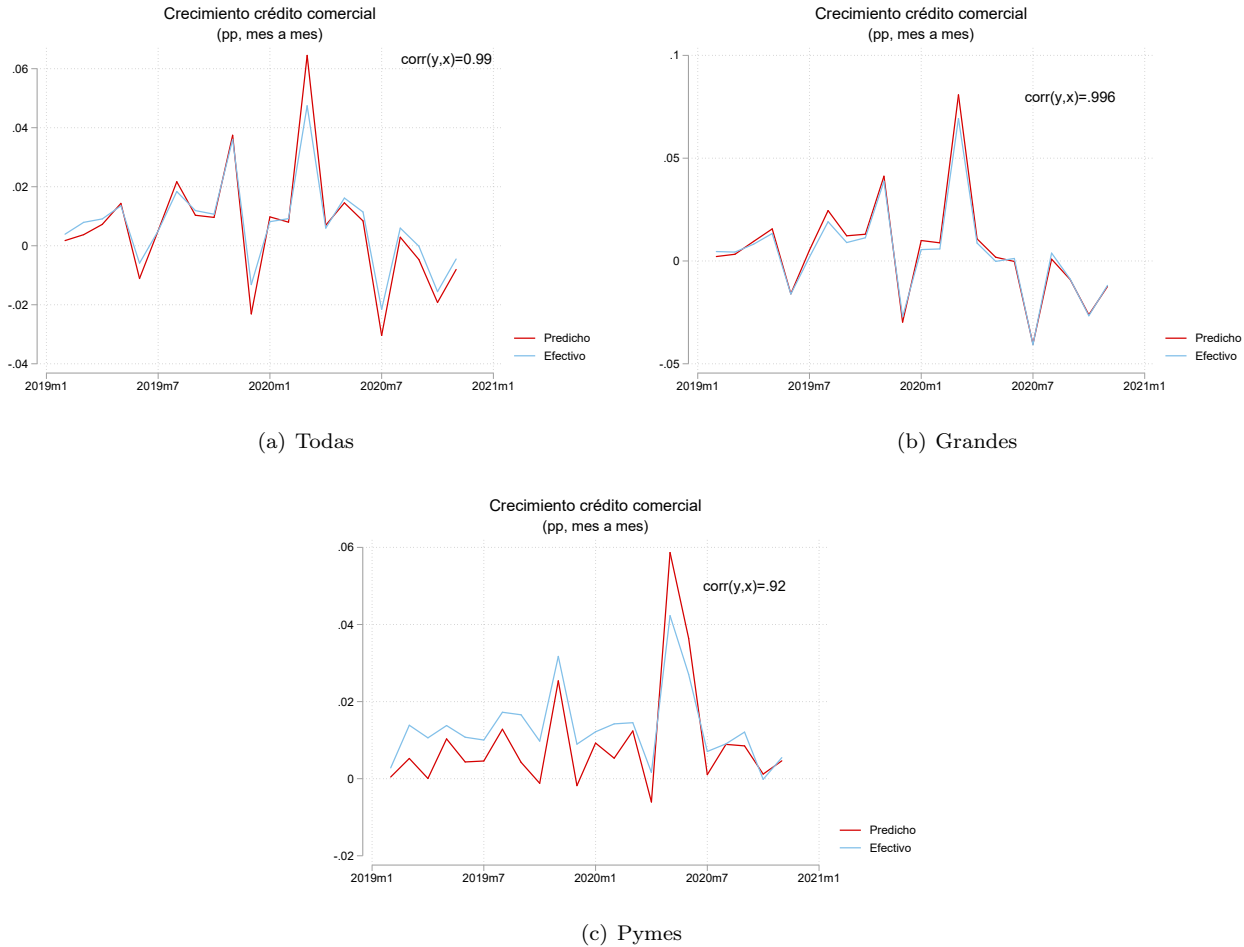 Crecimiento crédito comercial
(pp, mes a mes)
corr(y,x)=0.99
.06
.04
.02
0
-.02
-.04
2019m1 2019m7 2020m1 2020m7 2021m1
Predicho
Efectivo
(a) Todas
Crecimiento crédito comercial
(pp, mes a mes)
corr(y,x)=.996
.1
.05
0
-.05
2019m1 2019m7 2020m1 2020m7 2021m1
Predicho
Efectivo
(b) Grandes
Crecimiento crédito comercial
(pp, mes a mes)
corr(y,x)=.92
.06
.04
.02
0
-.02
2019m1 2019m7 2020m1 2020m7 2021m1
Predicho
Efectivo
(c) Pymes